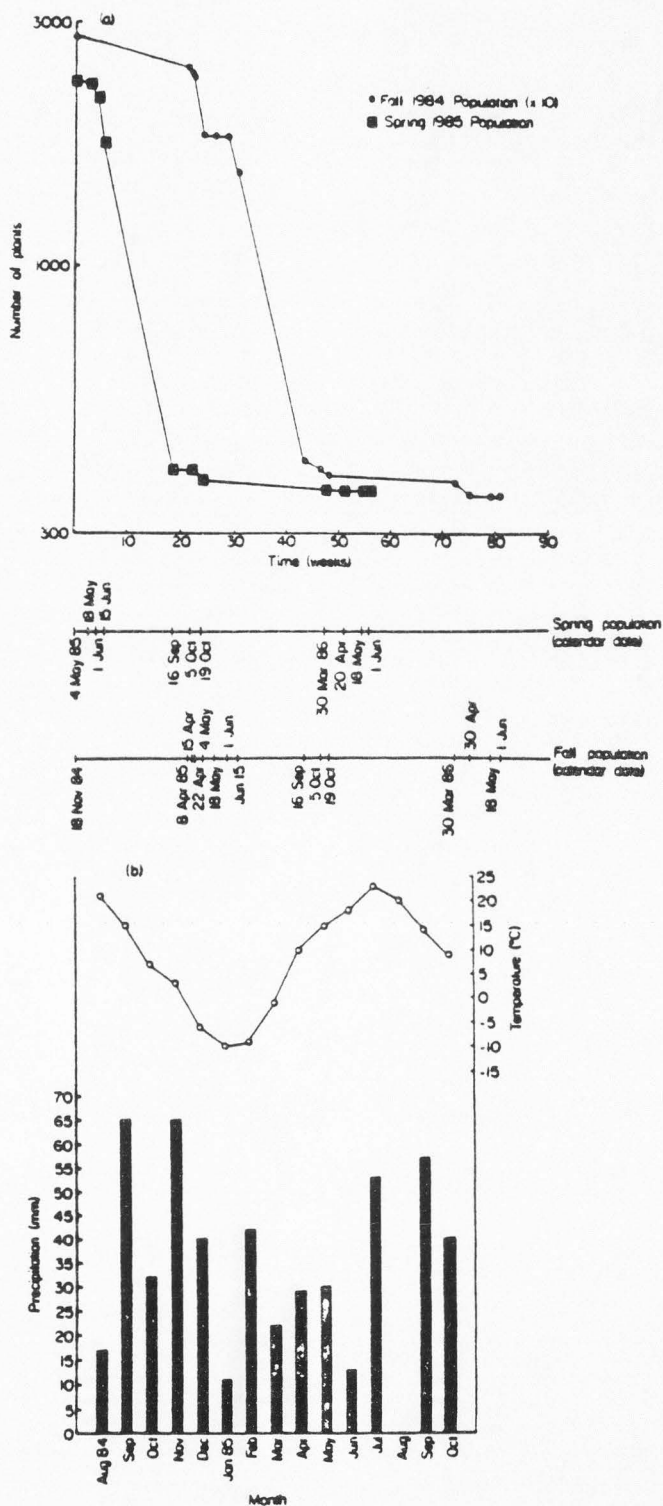 (a)
3000
1000
300
Number of plants
• Fall 1984 Population (x 10)
■ Spring 1985 Population
10 20 30 40 50 60 70 80 90
Time (weeks)
18 May
15 Jun
4 May 85
1 Jun
16 Sep
5 Oct
19 Oct
30 Mar 86
20 Apr
18 May
1 Jun
Spring population
(calendar date)
15 Apr
4 May
1 Jun
30 Apr
1 Jun
18 Nov 84
8 Apr 85
22 Apr
18 May
Jun 15
16 Sep
5 Oct
19 Oct
30 Mar 86
18 May
Fall population
(calendar date)
(b)
25
20
15
10
5
0
-5
-10
-15
Temperature (°C)
70
65
60
55
50
45
40
35
30
25
20
15
10
5
0
Precipitation (mm)
Aug 84 Sep Oct Nov Dec Jan 85 Feb Mar Apr May Jun Jul Aug Sep Oct
Month